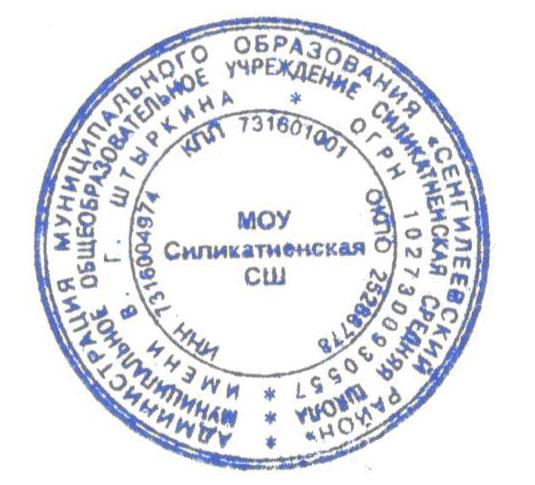 АДМИНИСТРАЦИЯ МУНИЦИПАЛЬНОГО ОБРАЗОВАНИЯ «СЕНГИЛЕЕВСКИЙ РАЙОН» *
МУНИЦИПАЛЬНОЕ ОБЩЕОБРАЗОВАТЕЛЬНОЕ УЧРЕЖДЕНИЕ СИЛИКАТНЕНСКАЯ СРЕДНЯЯ ШКОЛА *
ИМЕНИ В. Г. ШТЫРКИНА * ОГРН 1027300930557 *
ИНН 7316004974 КПП 731601001 ОКПО 25286778
МОУ
Силикатненская
СШ